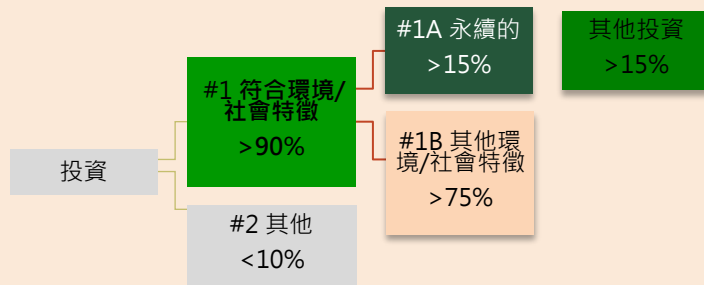 投資
#1 符合環境/
社會特徵
>90%
#2 其他
<10%
#1A 永續的
>15%
#1B 其他環
境/社會特徵
>75%
其他投資
>15%